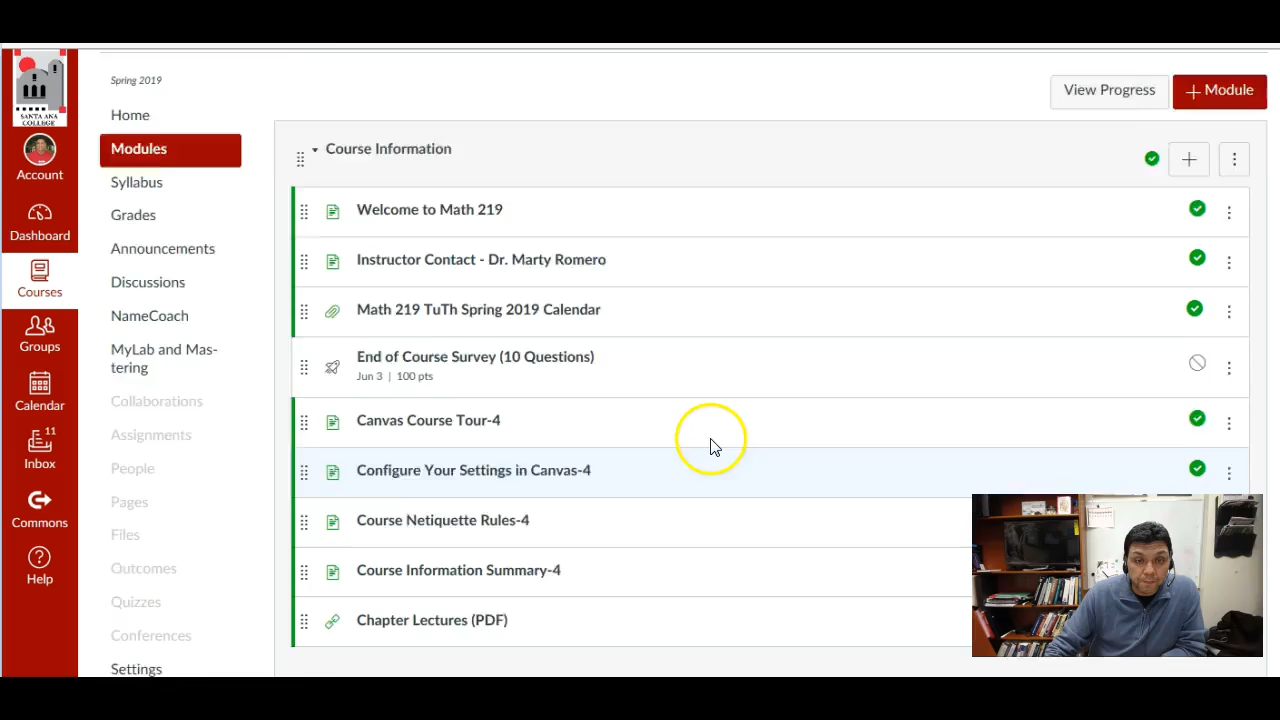 SANTA ANA
COLLEGE
Account
Dashboard
Courses
Groups
Calendar
11
Inbox
Commons
Help
Spring 2019
Home
Modules
Syllabus
Grades
Announcements
Discussions
NameCoach
MyLab and Mas-
tering
Collaborations
Assignments
People
Pages
Files
Outcomes
Quizzes
Conferences
Settings
View Progress
+ Module
Course Information
Welcome to Math 219
Instructor Contact - Dr. Marty Romero
Math 219 TuTh Spring 2019 Calendar
End of Course Survey (10 Questions)
Jun 3 | 100 pts
Canvas Course Tour-4
Configure Your Settings in Canvas-4
Course Netiquette Rules-4
Course Information Summary-4
Chapter Lectures (PDF)